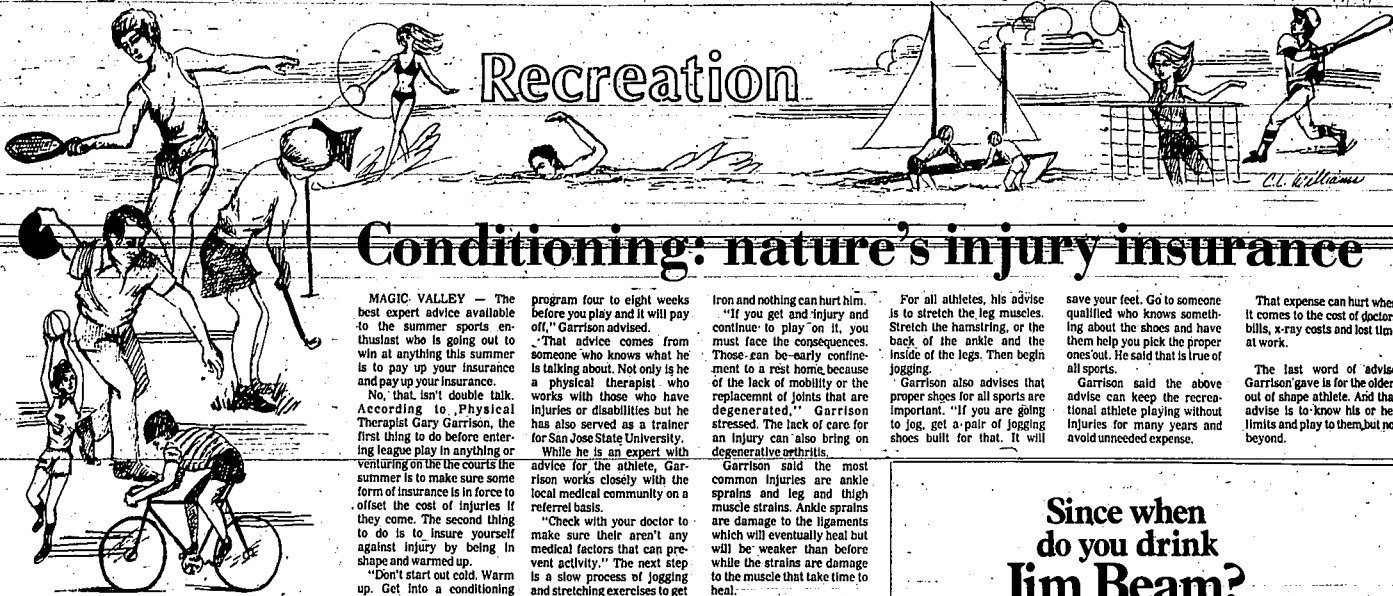 Recreation
C.L. Williams
Conditioning: nature's injury insurance
MAGIC VALLEY — The
best expert advice available
to the summer sports en-
thusiast who is going out to
win at anything this summer
is to pay up your insurance
and pay up your insurance.
No, that isn't double talk.
According to Physical
Therapist Gary Garrison, the
first thing to do before enter-
ing league play in anything or
venturing on the the courts the
summer is to make sure some
form of insurance is in force to
offset the cost of injuries if
they come. The second thing
to do is to insure yourself
against injury by being in
shape and warmed up.
"Don't start out cold. Warm
up. Get into a conditioning
program four to eight weeks
before you play and it will pay
off," Garrison advised.
That advice comes from
someone who knows what he
is talking about. Not only is he
a physical therapist who
works with those who have
injuries or disabilities but he
has also served as a trainer
for San Jose State University.
While he is an expert with
advice for the athlete, Gar-
rison works closely with the
local medical community on a
referrel basis.
"Check with your doctor to
make sure their aren't any
medical factors that can pre-
vent activity." The next step
is a slow process of jogging
and stretching exercises to get
iron and nothing can hurt him.
"If you get and injury and
continue to play on it, you
must face the consequences.
Those can be early confine-
ment to a rest home because
of the lack of mobility or the
replacemnt of joints that are
degenerated," Garrison
stressed. The lack of care for
an injury can also bring on
degenerative arthritis.
Garrison said the most
common injuries are ankle
sprains and leg and thigh
muscle strains. Ankle sprains
are damage to the ligaments
which will eventually heal but
will be weaker than before
while the strains are damage
to the muscle that take time to
heal.
For all athletes, his advise
is to stretch the leg muscles.
Stretch the hamstring, or the
back of the ankle and the
inside of the legs. Then begin
jogging.
Garrison also advises that
proper shoes for all sports are
important. "If you are going
to jog, get a pair of jogging
shoes built for that. It will
save your feet. Go to someone
qualified who knows someth-
ing about the shoes and have
them help you pick the proper
ones out. He said that is true of
all sports.
Garrison said the above
advise can keep the recrea-
tional athlete playing without
injuries for many years and
avoid unneeded expense.
That expense can hurt when
it comes to the cost of doctor
bills, x-ray costs and lost tim
at work.
The last word of advise
Garrison gave is for the older
out of shape athlete. And tha
advise is to know his or he
limits and play to them but no
beyond.
Since when
do you drink
Jim Beam?